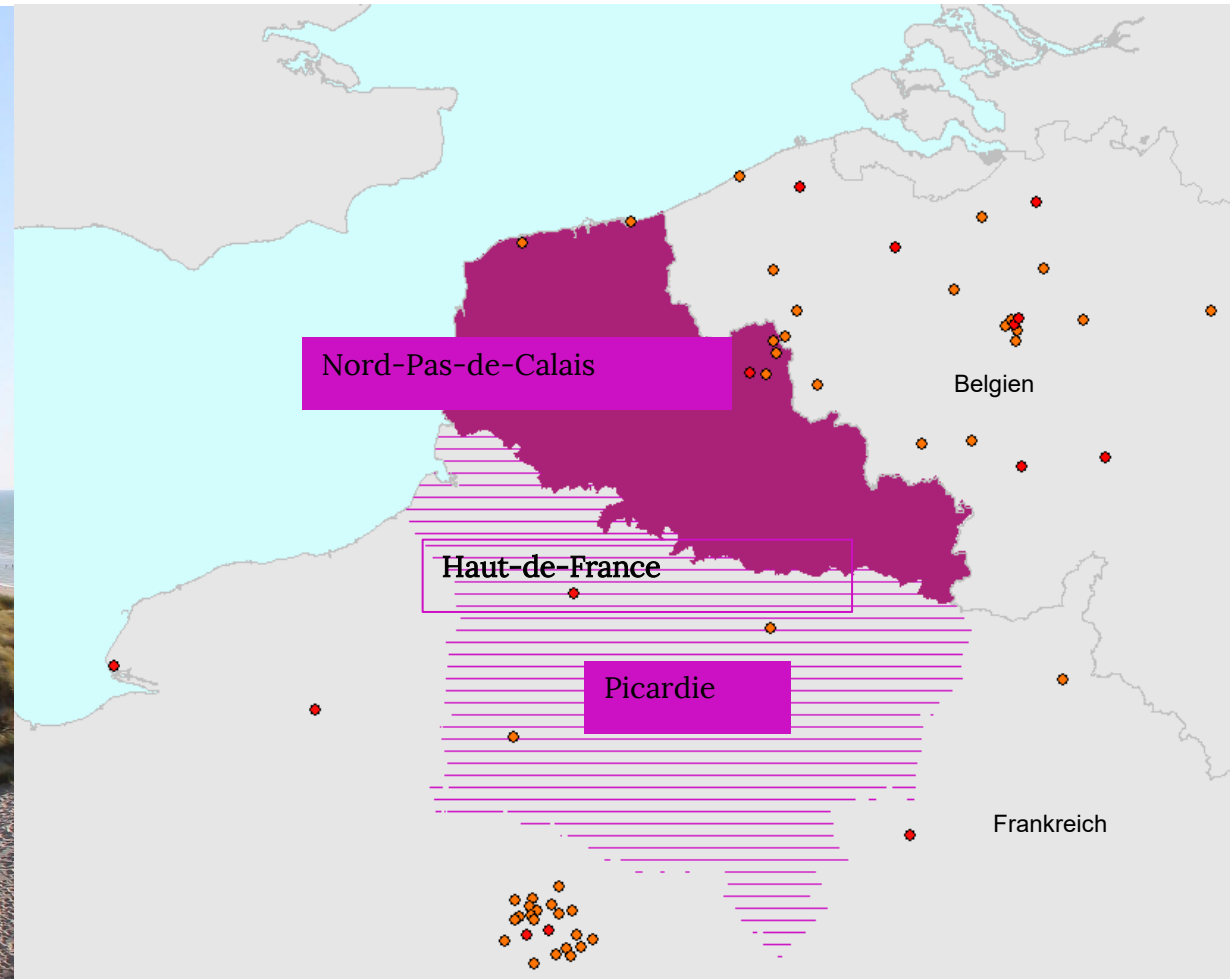 Nord-Pas-de-Calais
Belgien
Haut-de-France
Picardie
Frankreich